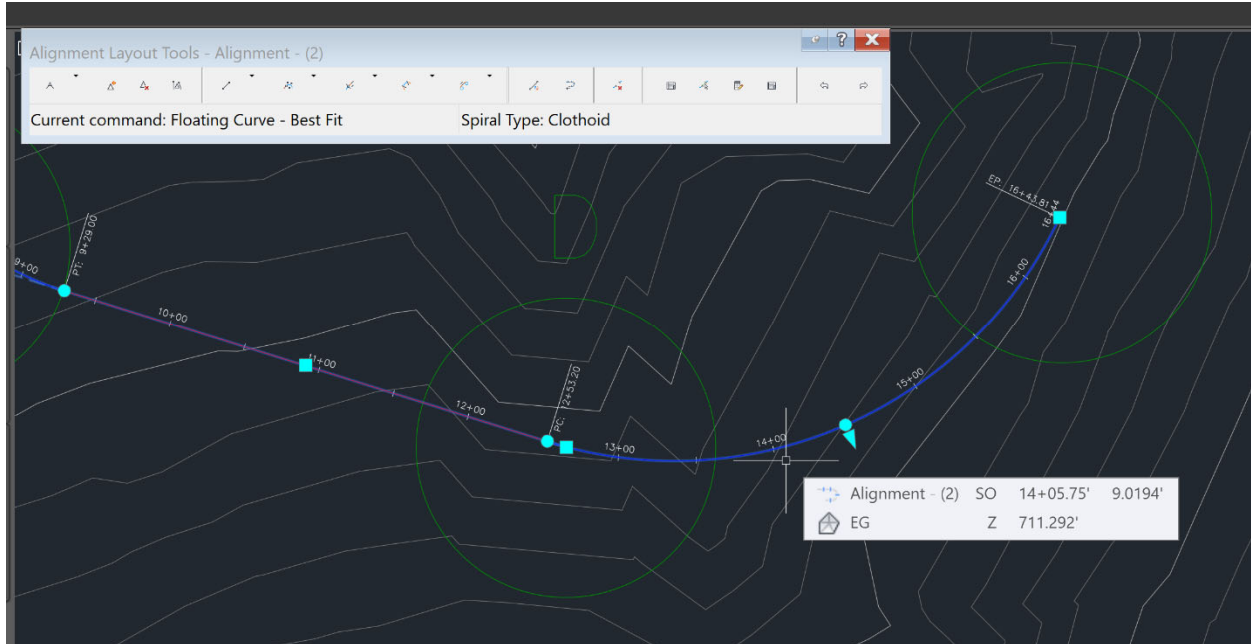 Alignment Layout Tools - Alignment - (2)
?
X
Current command: Floating Curve - Best Fit
Spiral Type: Clothoid
D
9+00
PT: 9+29.00
10+00
11+00
12+00
PC: 12+53.20
13+00
14+00
15+00
16+00
EP: 16+43.81
16+44
Alignment - (2) SO 14+05.75' 9.0194'
EG Z 711.292'